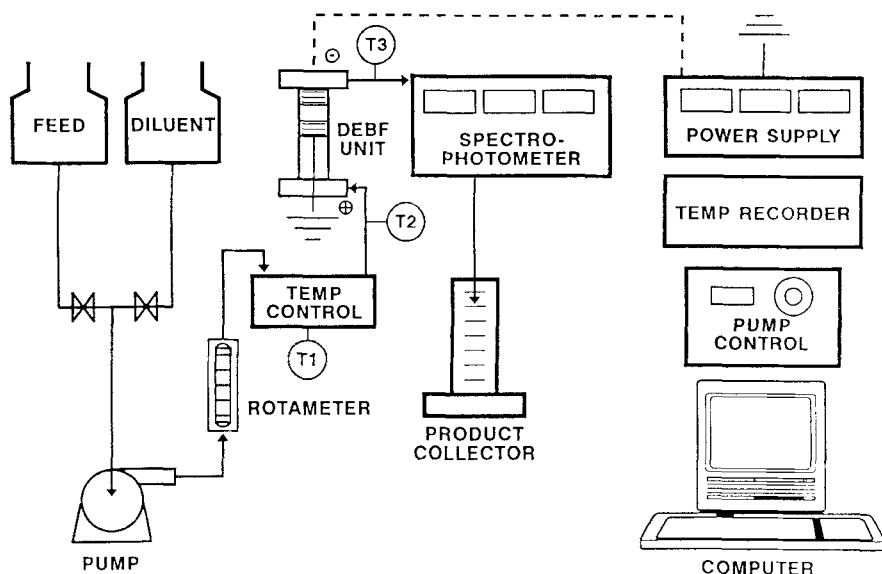 FEED
DILUENT
⊖
T3
DEBF
UNIT
SPECTRO-
PHOTOMETER
POWER SUPPLY
⊕
T2
TEMP RECORDER
TEMP
CONTROL
T1
PUMP
CONTROL
ROTAMETER
PRODUCT
COLLECTOR
PUMP
COMPUTER